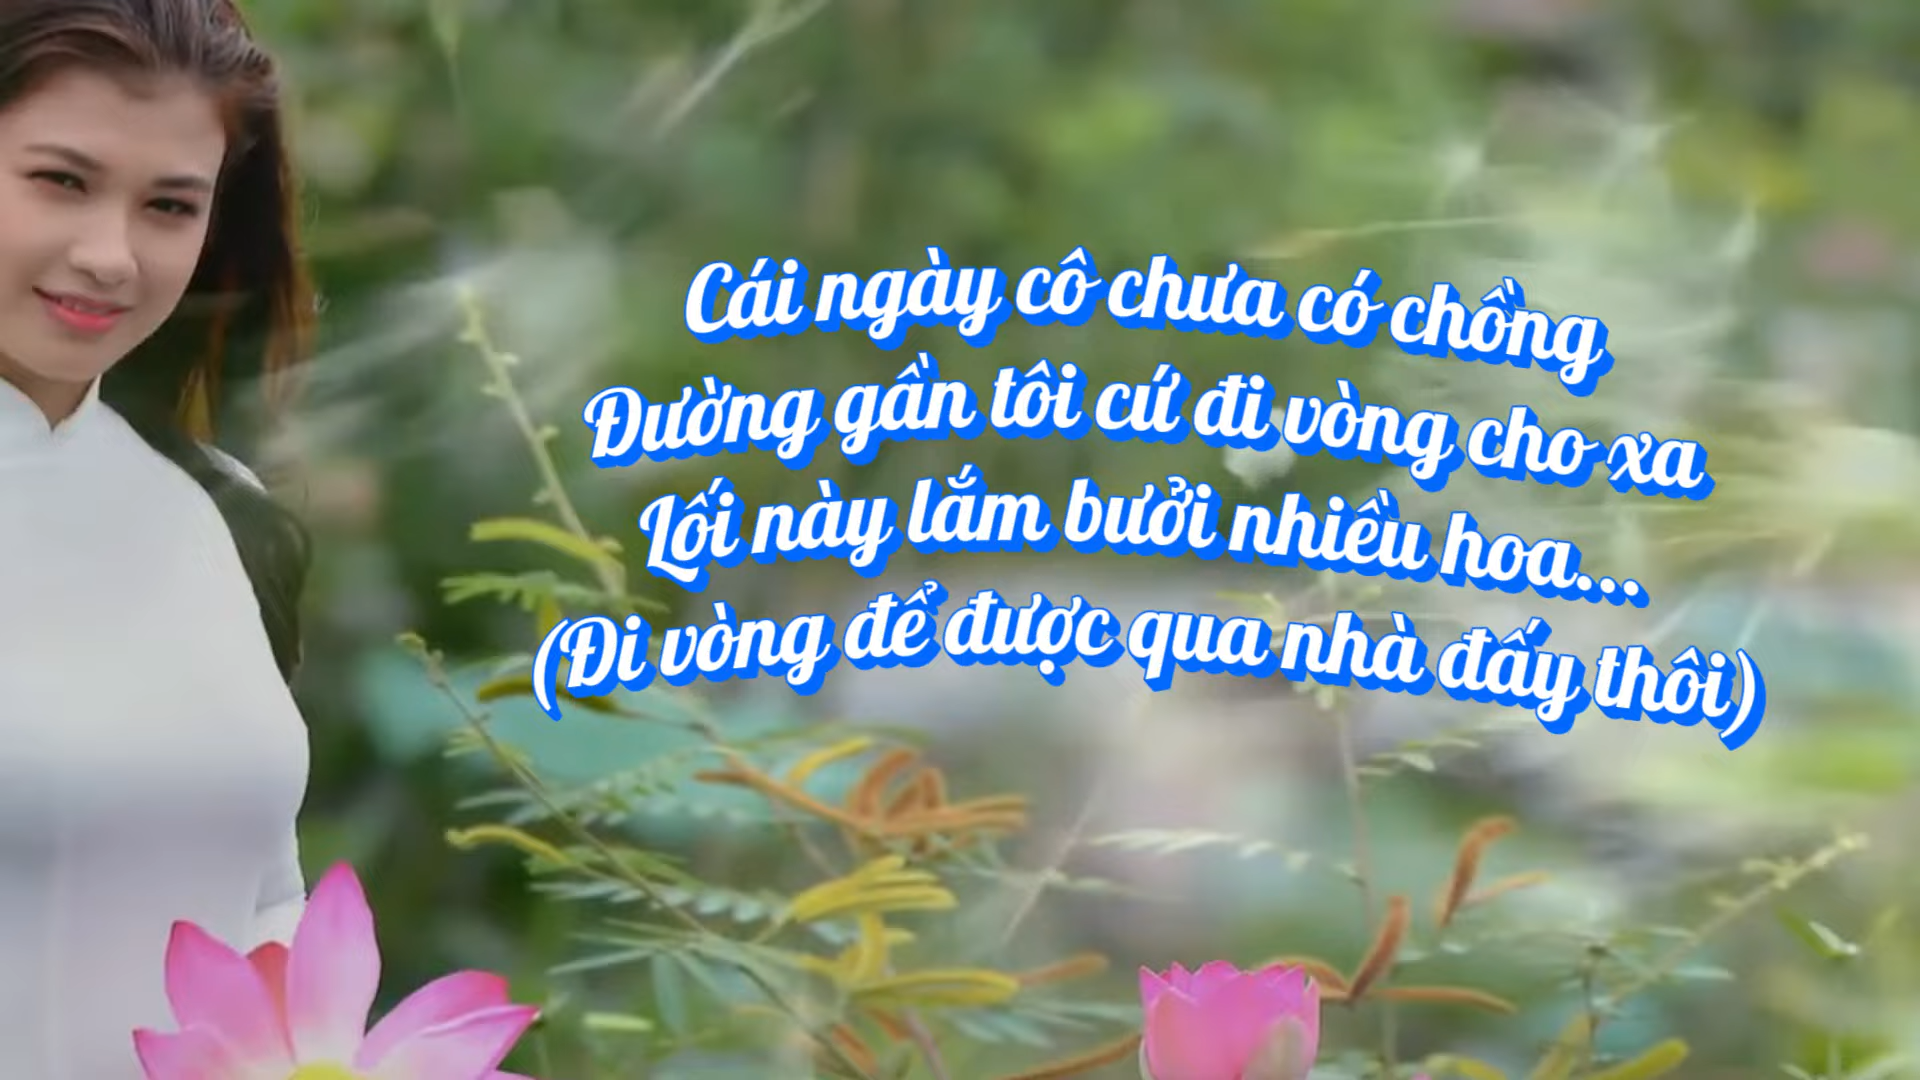 Cái ngày cô chưa có chồng
Đường gần tôi cứ đi vòng cho xa
Lối này lắm bưởi nhiều hoa...
(Đi vòng để được qua nhà đấy thôi)